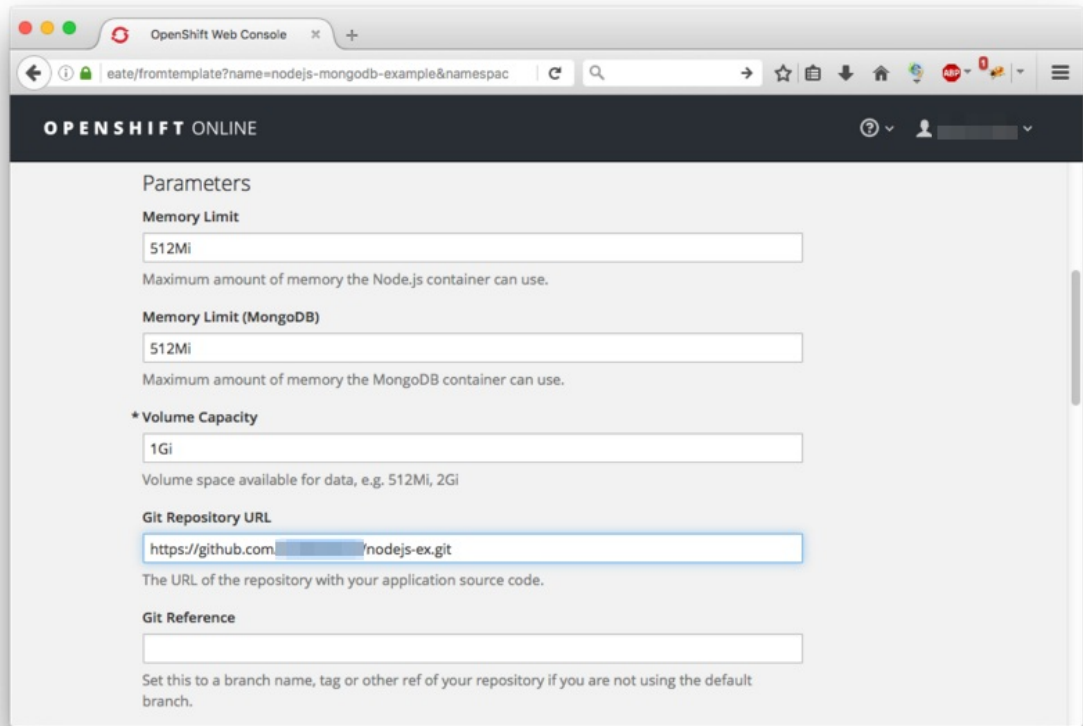 OpenShift Web Console
eate/fromtemplate?name=nodejs-mongodb-example&namespac
ABP
OPENSHIFT ONLINE
Parameters
Memory Limit
512Mi
Maximum amount of memory the Node.js container can use.
Memory Limit (MongoDB)
512Mi
Maximum amount of memory the MongoDB container can use.
* Volume Capacity
1Gi
Volume space available for data, e.g. 512Mi, 2Gi
Git Repository URL
https://github.com /nodejs-ex.git
The URL of the repository with your application source code.
Git Reference
Set this to a branch name, tag or other ref of your repository if you are not using the default
branch.